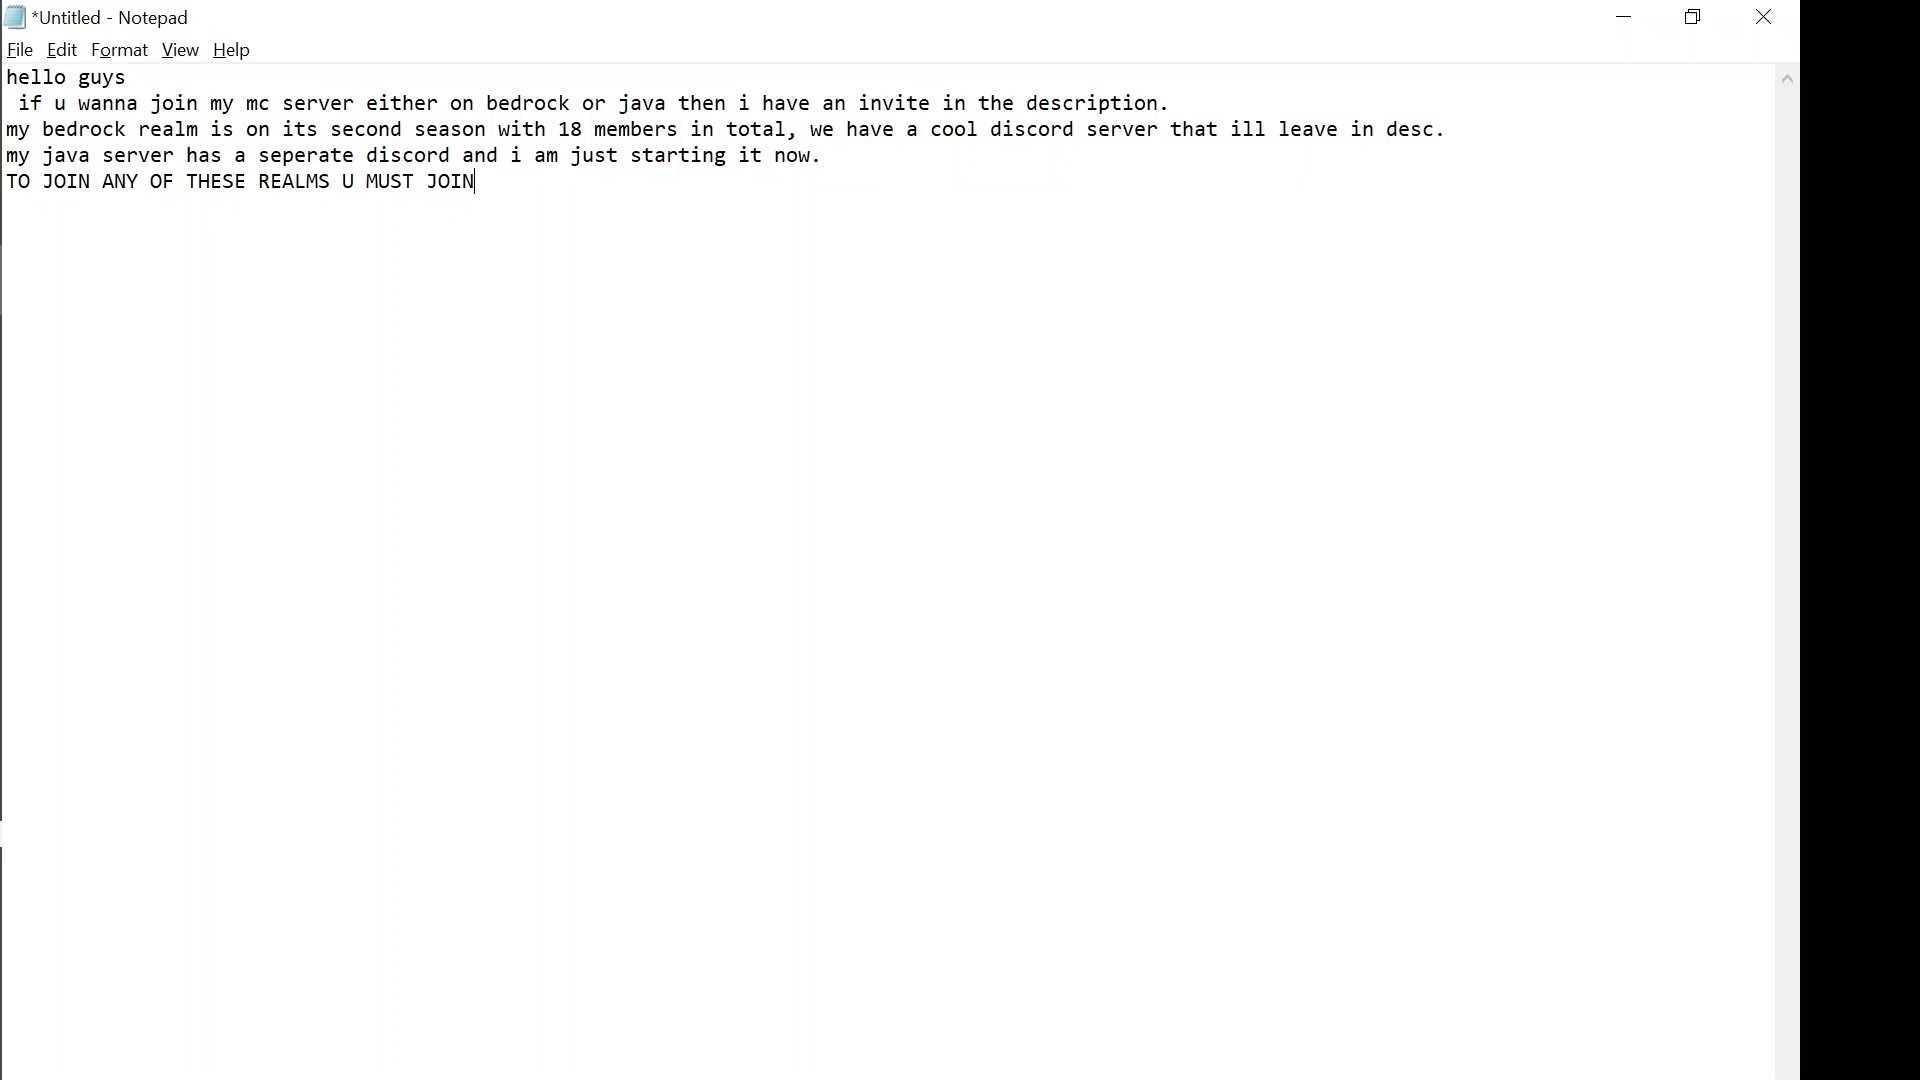 *Untitled - Notepad
File Edit Format View Help
hello guys
 if u wanna join my mc server either on bedrock or java then i have an invite in the description.
my bedrock realm is on its second season with 18 members in total, we have a cool discord server that ill leave in desc.
my java server has a seperate discord and i am just starting it now.
TO JOIN ANY OF THESE REALMS U MUST JOIN